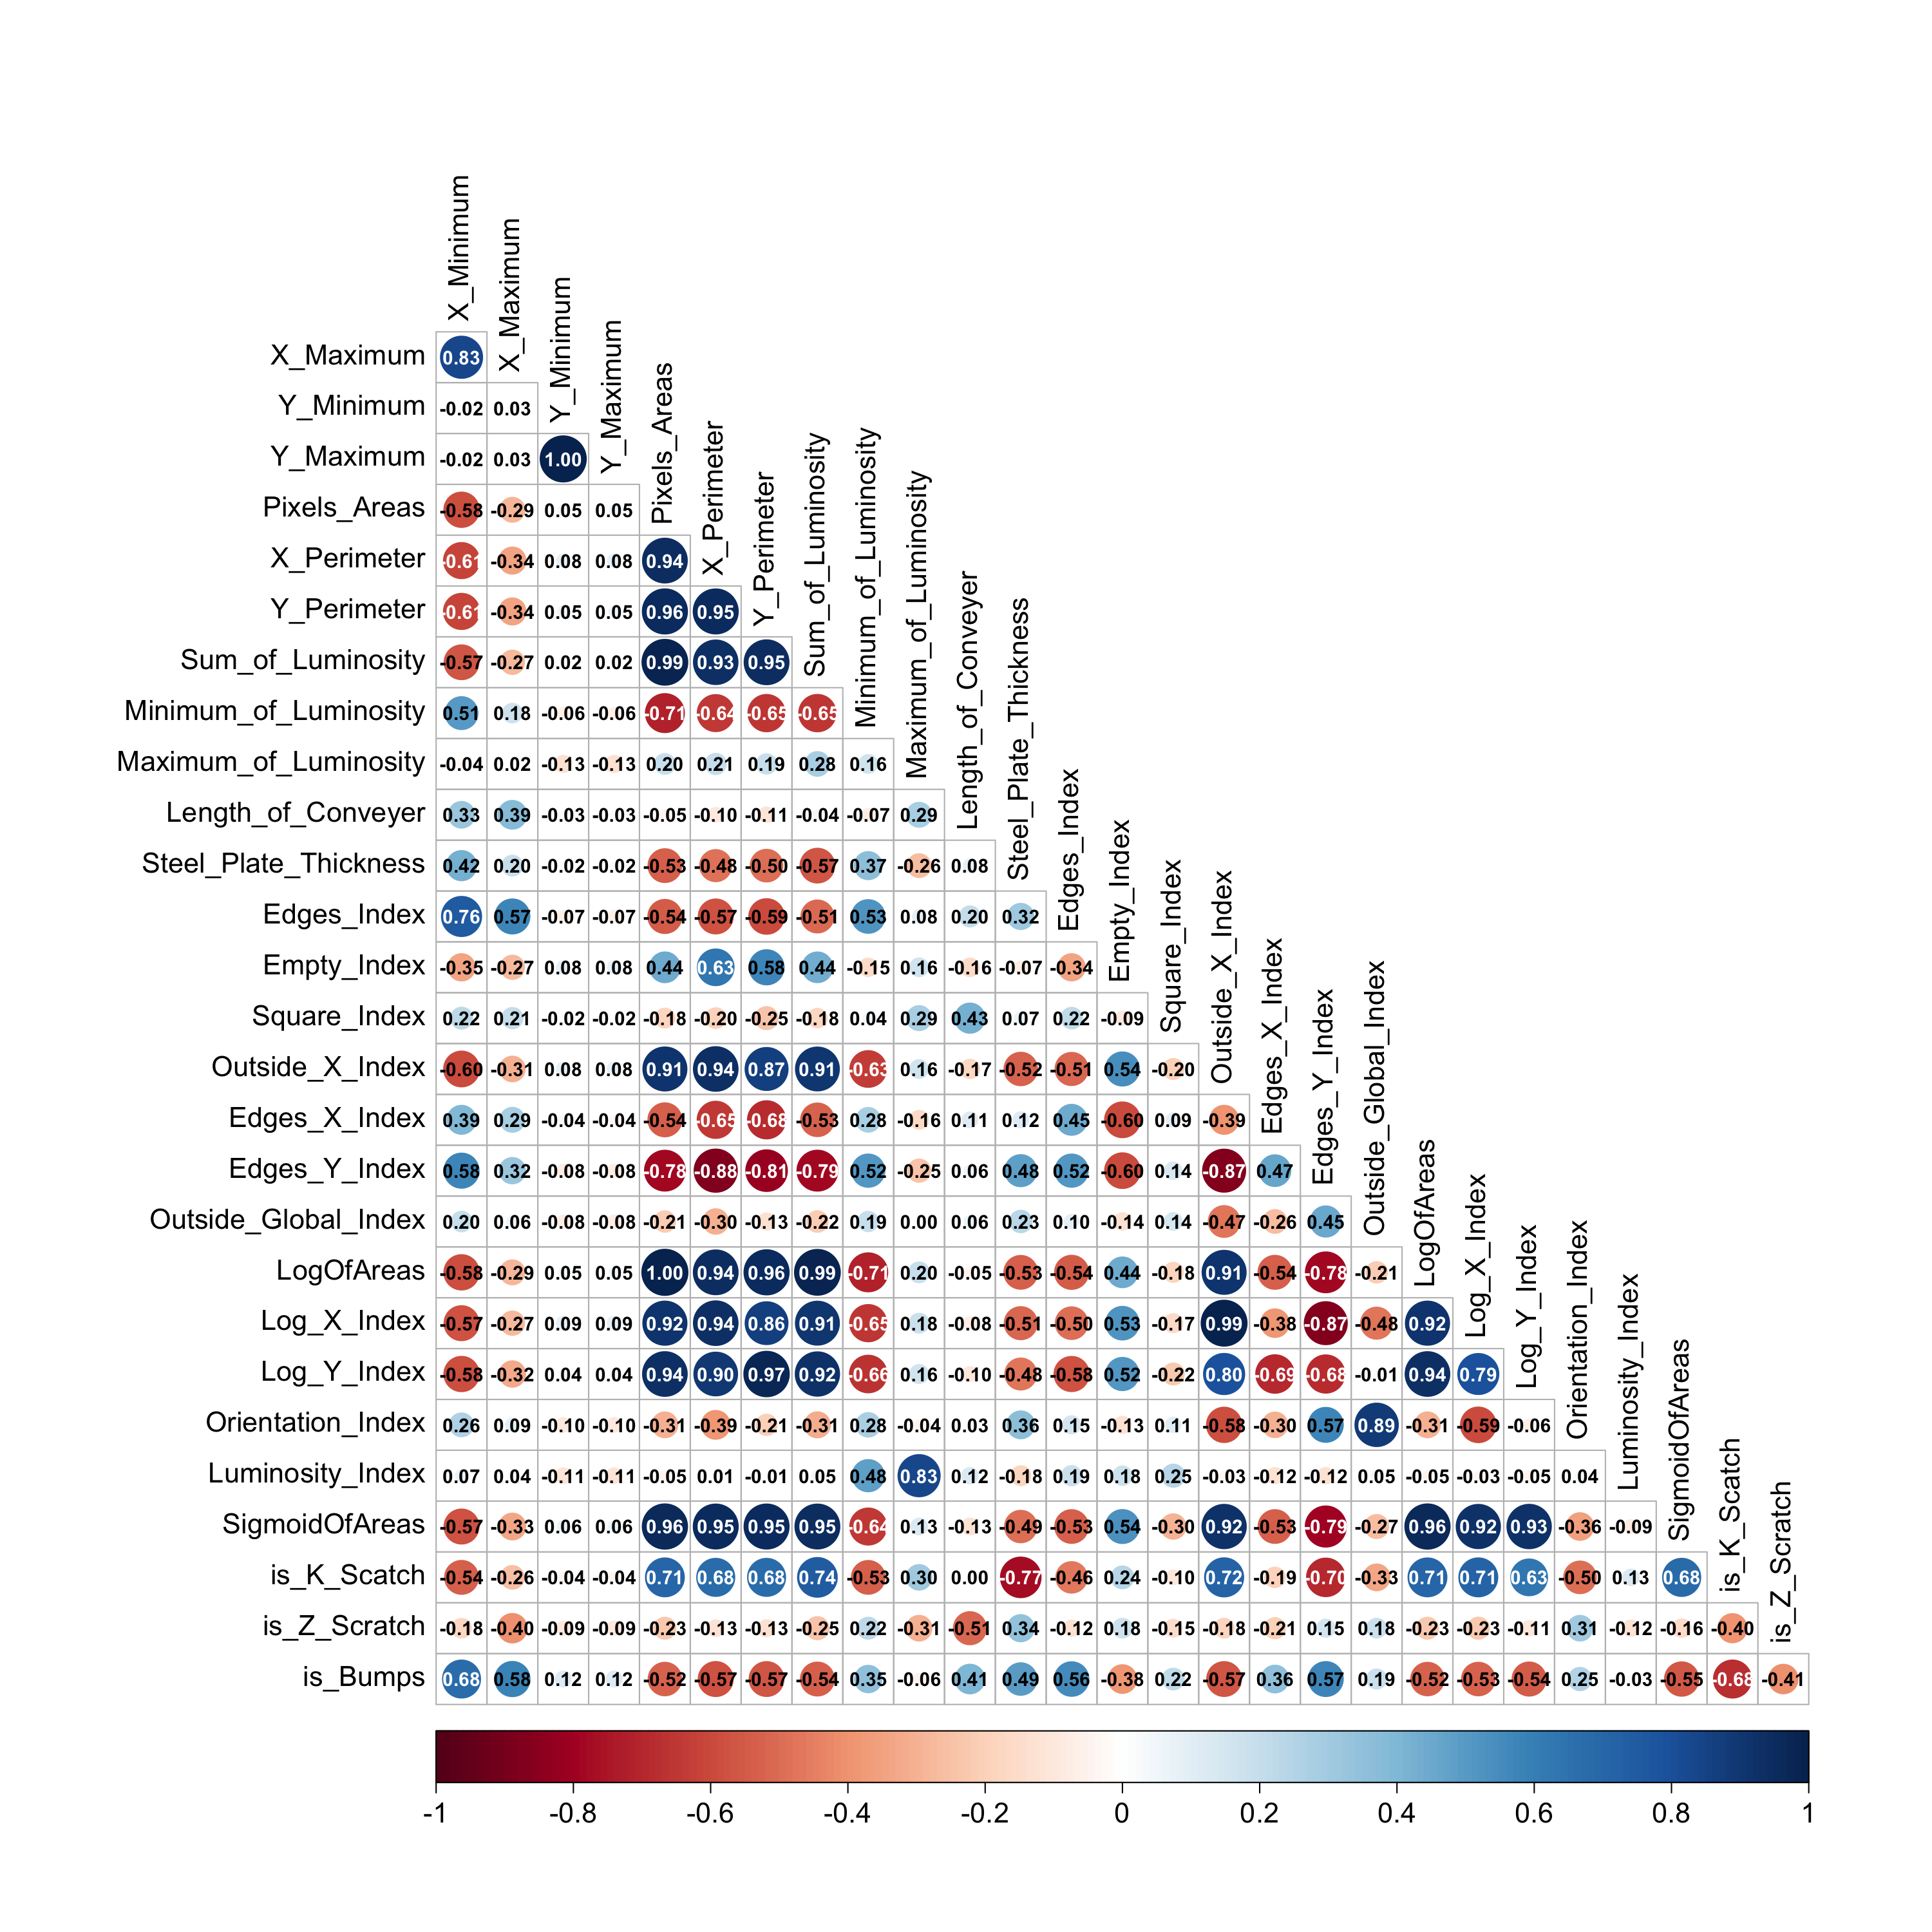 X_Minimum
X_Maximum
Y_Minimum
Y_Maximum
Pixels_Areas
X_Perimeter
Y_Perimeter
Sum_of_Luminosity
Minimum_of_Luminosity
Maximum_of_Luminosity
Length_of_Conveyer
Steel_Plate_Thickness
Edges_Index
Empty_Index
Square_Index
Outside_X_Index
Edges_X_Index
Edges_Y_Index
Outside_Global_Index
LogOfAreas
Log_X_Index
Log_Y_Index
Orientation_Index
Luminosity_Index
SigmoidOfAreas
is_K_Scatch
is_Z_Scratch
X_Maximum 0.83
Y_Minimum -0.02 0.03
Y_Maximum -0.02 0.03 1.00
Pixels_Areas -0.58 -0.29 0.05 0.05
X_Perimeter -0.61 -0.34 0.08 0.08 0.94
Y_Perimeter -0.61 -0.34 0.05 0.05 0.96 0.95
Sum_of_Luminosity -0.57 -0.27 0.02 0.02 0.99 0.93 0.95
Minimum_of_Luminosity 0.51 0.18 -0.06 -0.06 -0.71 -0.64 -0.65 -0.65
Maximum_of_Luminosity -0.04 0.02 -0.13 -0.13 0.20 0.21 0.19 0.28 0.16
Length_of_Conveyer 0.33 0.39 -0.03 -0.03 -0.05 -0.10 -0.11 -0.04 -0.07 0.29
Steel_Plate_Thickness 0.42 0.20 -0.02 -0.02 -0.53 -0.48 -0.50 -0.57 0.37 -0.26 0.08
Edges_Index 0.76 0.57 -0.07 -0.07 -0.54 -0.57 -0.59 -0.51 0.53 0.08 0.20 0.32
Empty_Index -0.35 -0.27 0.08 0.08 0.44 0.63 0.58 0.44 -0.15 0.16 -0.16 -0.07 -0.34
Square_Index 0.22 0.21 -0.02 -0.02 -0.18 -0.20 -0.25 -0.18 0.04 0.29 0.43 0.07 0.22 -0.09
Outside_X_Index -0.60 -0.31 0.08 0.08 0.91 0.94 0.87 0.91 -0.63 0.16 -0.17 -0.52 -0.51 0.54 -0.20
Edges_X_Index 0.39 0.29 -0.04 -0.04 -0.54 -0.65 -0.68 -0.53 0.28 -0.16 0.11 0.12 0.45 -0.60 0.09 -0.39
Edges_Y_Index 0.58 0.32 -0.08 -0.08 -0.78 -0.88 -0.81 -0.79 0.52 -0.25 0.06 0.48 0.52 -0.60 0.14 -0.87 0.47
Outside_Global_Index 0.20 0.06 -0.08 -0.08 -0.21 -0.30 -0.13 -0.22 0.19 0.00 0.06 0.23 0.10 -0.14 0.14 -0.47 -0.26 0.45
LogOfAreas -0.58 -0.29 0.05 0.05 1.00 0.94 0.96 0.99 -0.71 0.20 -0.05 -0.53 -0.54 0.44 -0.18 0.91 -0.54 -0.78 -0.21
Log_X_Index -0.57 -0.27 0.09 0.09 0.92 0.94 0.86 0.91 -0.65 0.18 -0.08 -0.51 -0.50 0.53 -0.17 0.99 -0.38 -0.87 -0.48 0.92
Log_Y_Index -0.58 -0.32 0.04 0.04 0.94 0.90 0.97 0.92 -0.66 0.16 -0.10 -0.48 -0.58 0.52 -0.22 0.80 -0.69 -0.68 -0.01 0.94 0.79
Orientation_Index 0.26 0.09 -0.10 -0.10 -0.31 -0.39 -0.21 -0.31 0.28 -0.04 0.03 0.36 0.15 -0.13 0.11 -0.58 -0.30 0.57 0.89 -0.31 -0.59 -0.06
Luminosity_Index 0.07 0.04 -0.11 -0.11 -0.05 0.01 -0.01 0.05 0.48 0.83 0.12 -0.18 0.19 0.18 0.25 -0.03 -0.12 -0.12 0.05 -0.05 -0.03 -0.05 0.04
SigmoidOfAreas -0.57 -0.33 0.06 0.06 0.96 0.95 0.95 0.95 -0.64 0.13 -0.13 -0.49 -0.53 0.54 -0.30 0.92 -0.53 -0.79 -0.27 0.96 0.92 0.93 -0.36 -0.09
is_K_Scatch -0.54 -0.26 -0.04 -0.04 0.71 0.68 0.68 0.74 -0.53 0.30 0.00 -0.77 -0.46 0.24 -0.10 0.72 -0.19 -0.70 -0.33 0.71 0.71 0.63 -0.50 0.13 0.68
is_Z_Scratch -0.18 -0.40 -0.09 -0.09 -0.23 -0.13 -0.13 -0.25 0.22 -0.31 -0.51 0.34 -0.12 0.18 -0.15 -0.18 -0.21 0.15 0.18 -0.23 -0.23 -0.11 0.31 -0.12 -0.16 -0.40
is_Bumps 0.68 0.58 0.12 0.12 -0.52 -0.57 -0.57 -0.54 0.35 -0.06 0.41 0.49 0.56 -0.38 0.22 -0.57 0.36 0.57 0.19 -0.52 -0.53 -0.54 0.25 -0.03 -0.55 -0.68 -0.41
-1 -0.8 -0.6 -0.4 -0.2 0 0.2 0.4 0.6 0.8 1